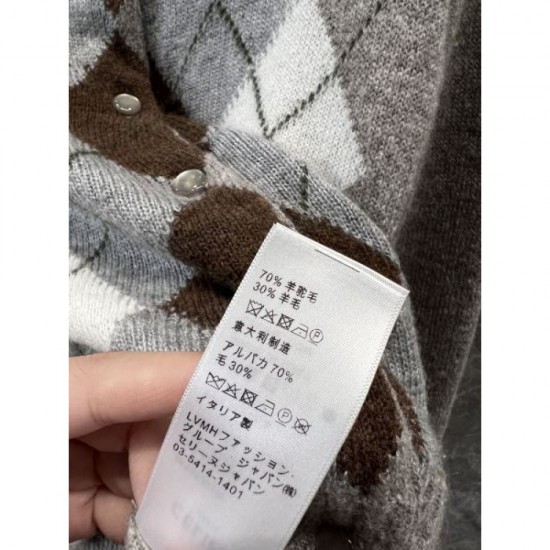 70% 羊驼毛
30% 羊毛
意大利制造
アルパカ 70%
毛 30%
イタリア製
LVMHファッション.
グループ.ジャパン(株)
セリーヌジャパン
03-5414-1401